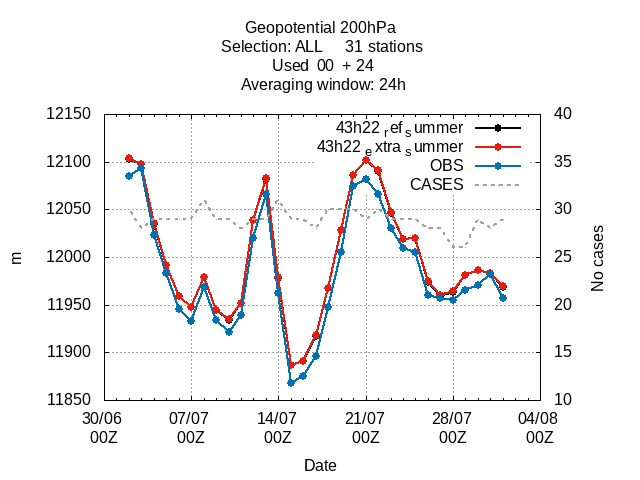 Geopotential 200hPa
Selection: ALL 31 stations
Used 00 + 24
Averaging window: 24h
12150 40
43h22_ref_summer
43h22_extra_summer
12100 35
OBS
CASES
12050 30
12000 25
m
No cases
11950 20
11900 15
11850 10
30/06 07/07 14/07 21/07 28/07 04/08
00Z 00Z 00Z 00Z 00Z 00Z
Date